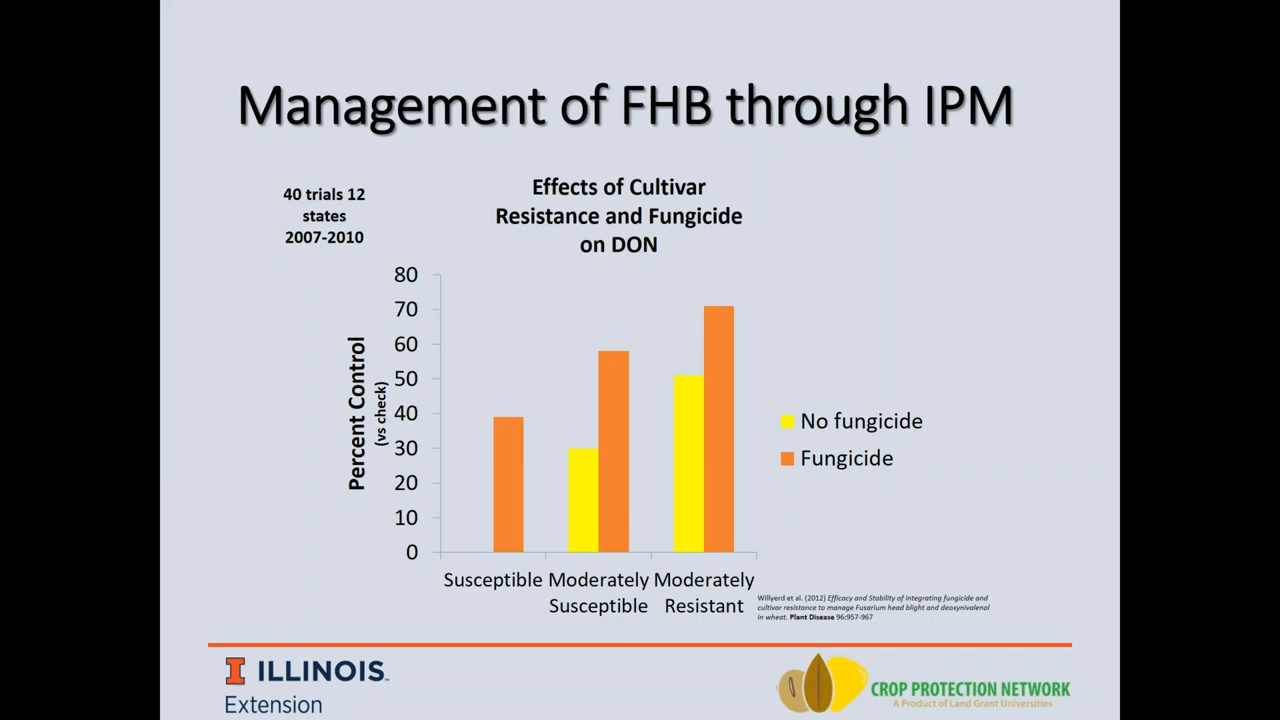 Management of FHB through IPM
40 trials 12
states
2007-2010
Effects of Cultivar
Resistance and Fungicide
on DON
Percent Control
(vs check)
80
70
60
50
40
30
20
10
0
Susceptible
Moderately
Susceptible
Moderately
Resistant
No fungicide
Fungicide
Willyerd et al. (2012) Efficacy and Stability of integrating fungicide and
cultivar resistance to manage Fusarium head blight and deoxynivalenol
in wheat. Plant Disease 96:957-967
I ILLINOIS
Extension
CROP PROTECTION NETWORK
A Product of Land Grant Universities